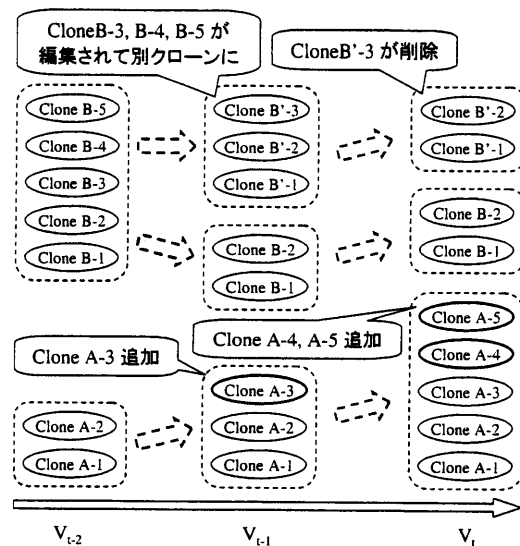 CloneB-3, B-4, B-5 が
編集されて別クローンに
CloneB'-3 が削除
Clone B-5
Clone B-4
Clone B-3
Clone B-2
Clone B-1
Clone B'-3
Clone B'-2
Clone B'-1
Clone B-2
Clone B-1
Clone B'-2
Clone B'-1
Clone B-2
Clone B-1
Clone A-3 追加
Clone A-4, A-5 追加
Clone A-2
Clone A-1
Clone A-3
Clone A-2
Clone A-1
Clone A-5
Clone A-4
Clone A-3
Clone A-2
Clone A-1
V t-2
V t-1
V t